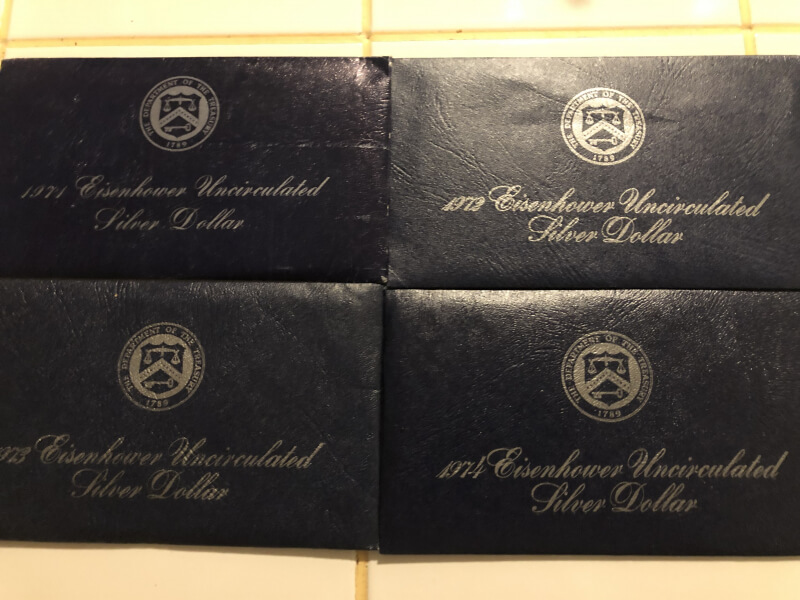 THE DEPARTMENT OF THE TREASURY
1789
1971 Eisenhower Uncirculated
Silver Dollar
THE DEPARTMENT OF THE TREASURY
1789
1972 Eisenhower Uncirculated
Silver Dollar
THE DEPARTMENT OF THE TREASURY
1789
1973 Eisenhower Uncirculated
Silver Dollar
THE DEPARTMENT OF THE TREASURY
1789
1974 Eisenhower Uncirculated
Silver Dollar